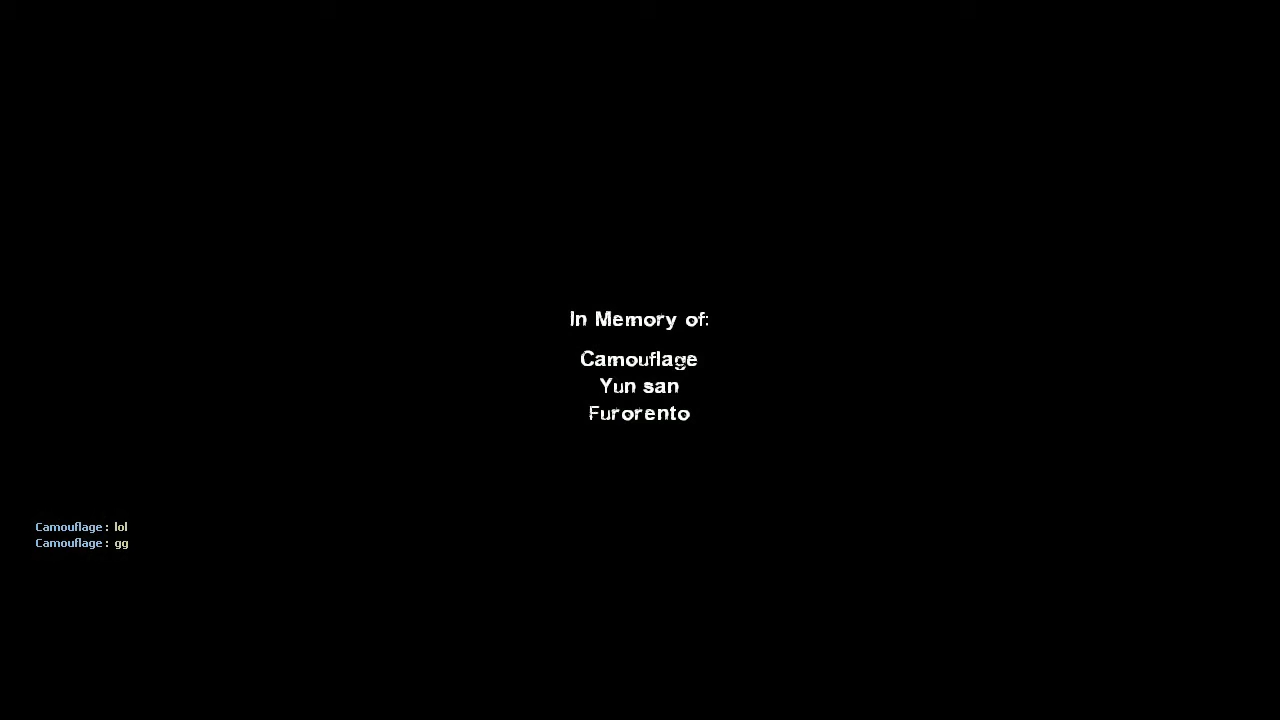 In Memory of:
Camouflage
Yun san
Furorento
Camouflage: lol
Camouflage: gg